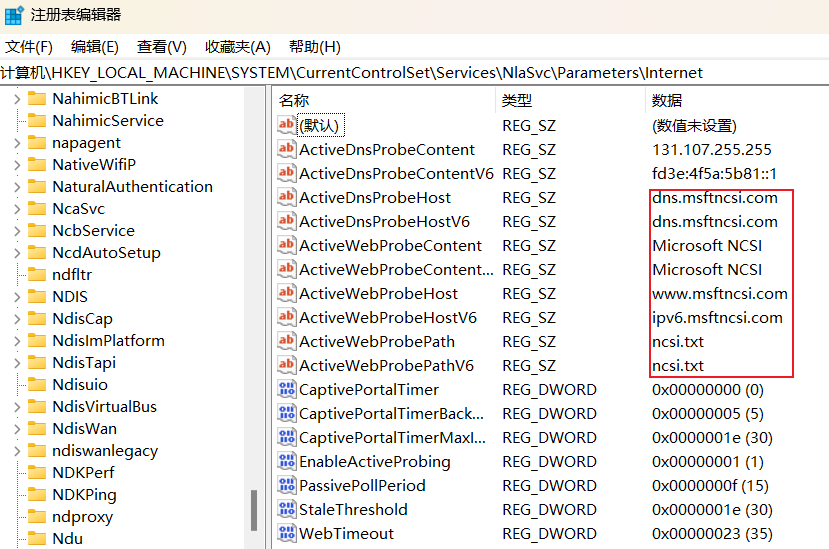 注册表编辑器
文件(F) 编辑(E) 查看(V) 收藏夹(A) 帮助(H)
计算机\HKEY_LOCAL_MACHINE\SYSTEM\CurrentControlSet\Services\NlaSvc\Parameters\Internet
NahimicBTLink
NahimicService
napagent
NativeWifiP
NaturalAuthentication
NcaSvc
NcbService
NcdAutoSetup
ndfltr
NDIS
NdisCap
NdisImPlatform
NdisTapi
Ndisuio
NdisVirtualBus
NdisWan
ndiswanlegacy
NDKPerf
NDKPing
ndproxy
Ndu
名称 类型 数据
(默认) REG_SZ (数值未设置)
ActiveDnsProbeContent REG_SZ 131.107.255.255
ActiveDnsProbeContentV6 REG_SZ fd3e:4f5a:5b81::1
ActiveDnsProbeHost REG_SZ dns.msftncsi.com
ActiveDnsProbeHostV6 REG_SZ dns.msftncsi.com
ActiveWebProbeContent REG_SZ Microsoft NCSI
ActiveWebProbeContent... REG_SZ Microsoft NCSI
ActiveWebProbeHost REG_SZ www.msftncsi.com
ActiveWebProbeHostV6 REG_SZ ipv6.msftncsi.com
ActiveWebProbePath REG_SZ ncsi.txt
ActiveWebProbePathV6 REG_SZ ncsi.txt
CaptivePortalTimer REG_DWORD 0x00000000 (0)
CaptivePortalTimerBack... REG_DWORD 0x00000005 (5)
CaptivePortalTimerMaxI... REG_DWORD 0x0000001e (30)
EnableActiveProbing REG_DWORD 0x00000001 (1)
PassivePollPeriod REG_DWORD 0x0000000f (15)
StaleThreshold REG_DWORD 0x0000001e (30)
WebTimeout REG_DWORD 0x00000023 (35)